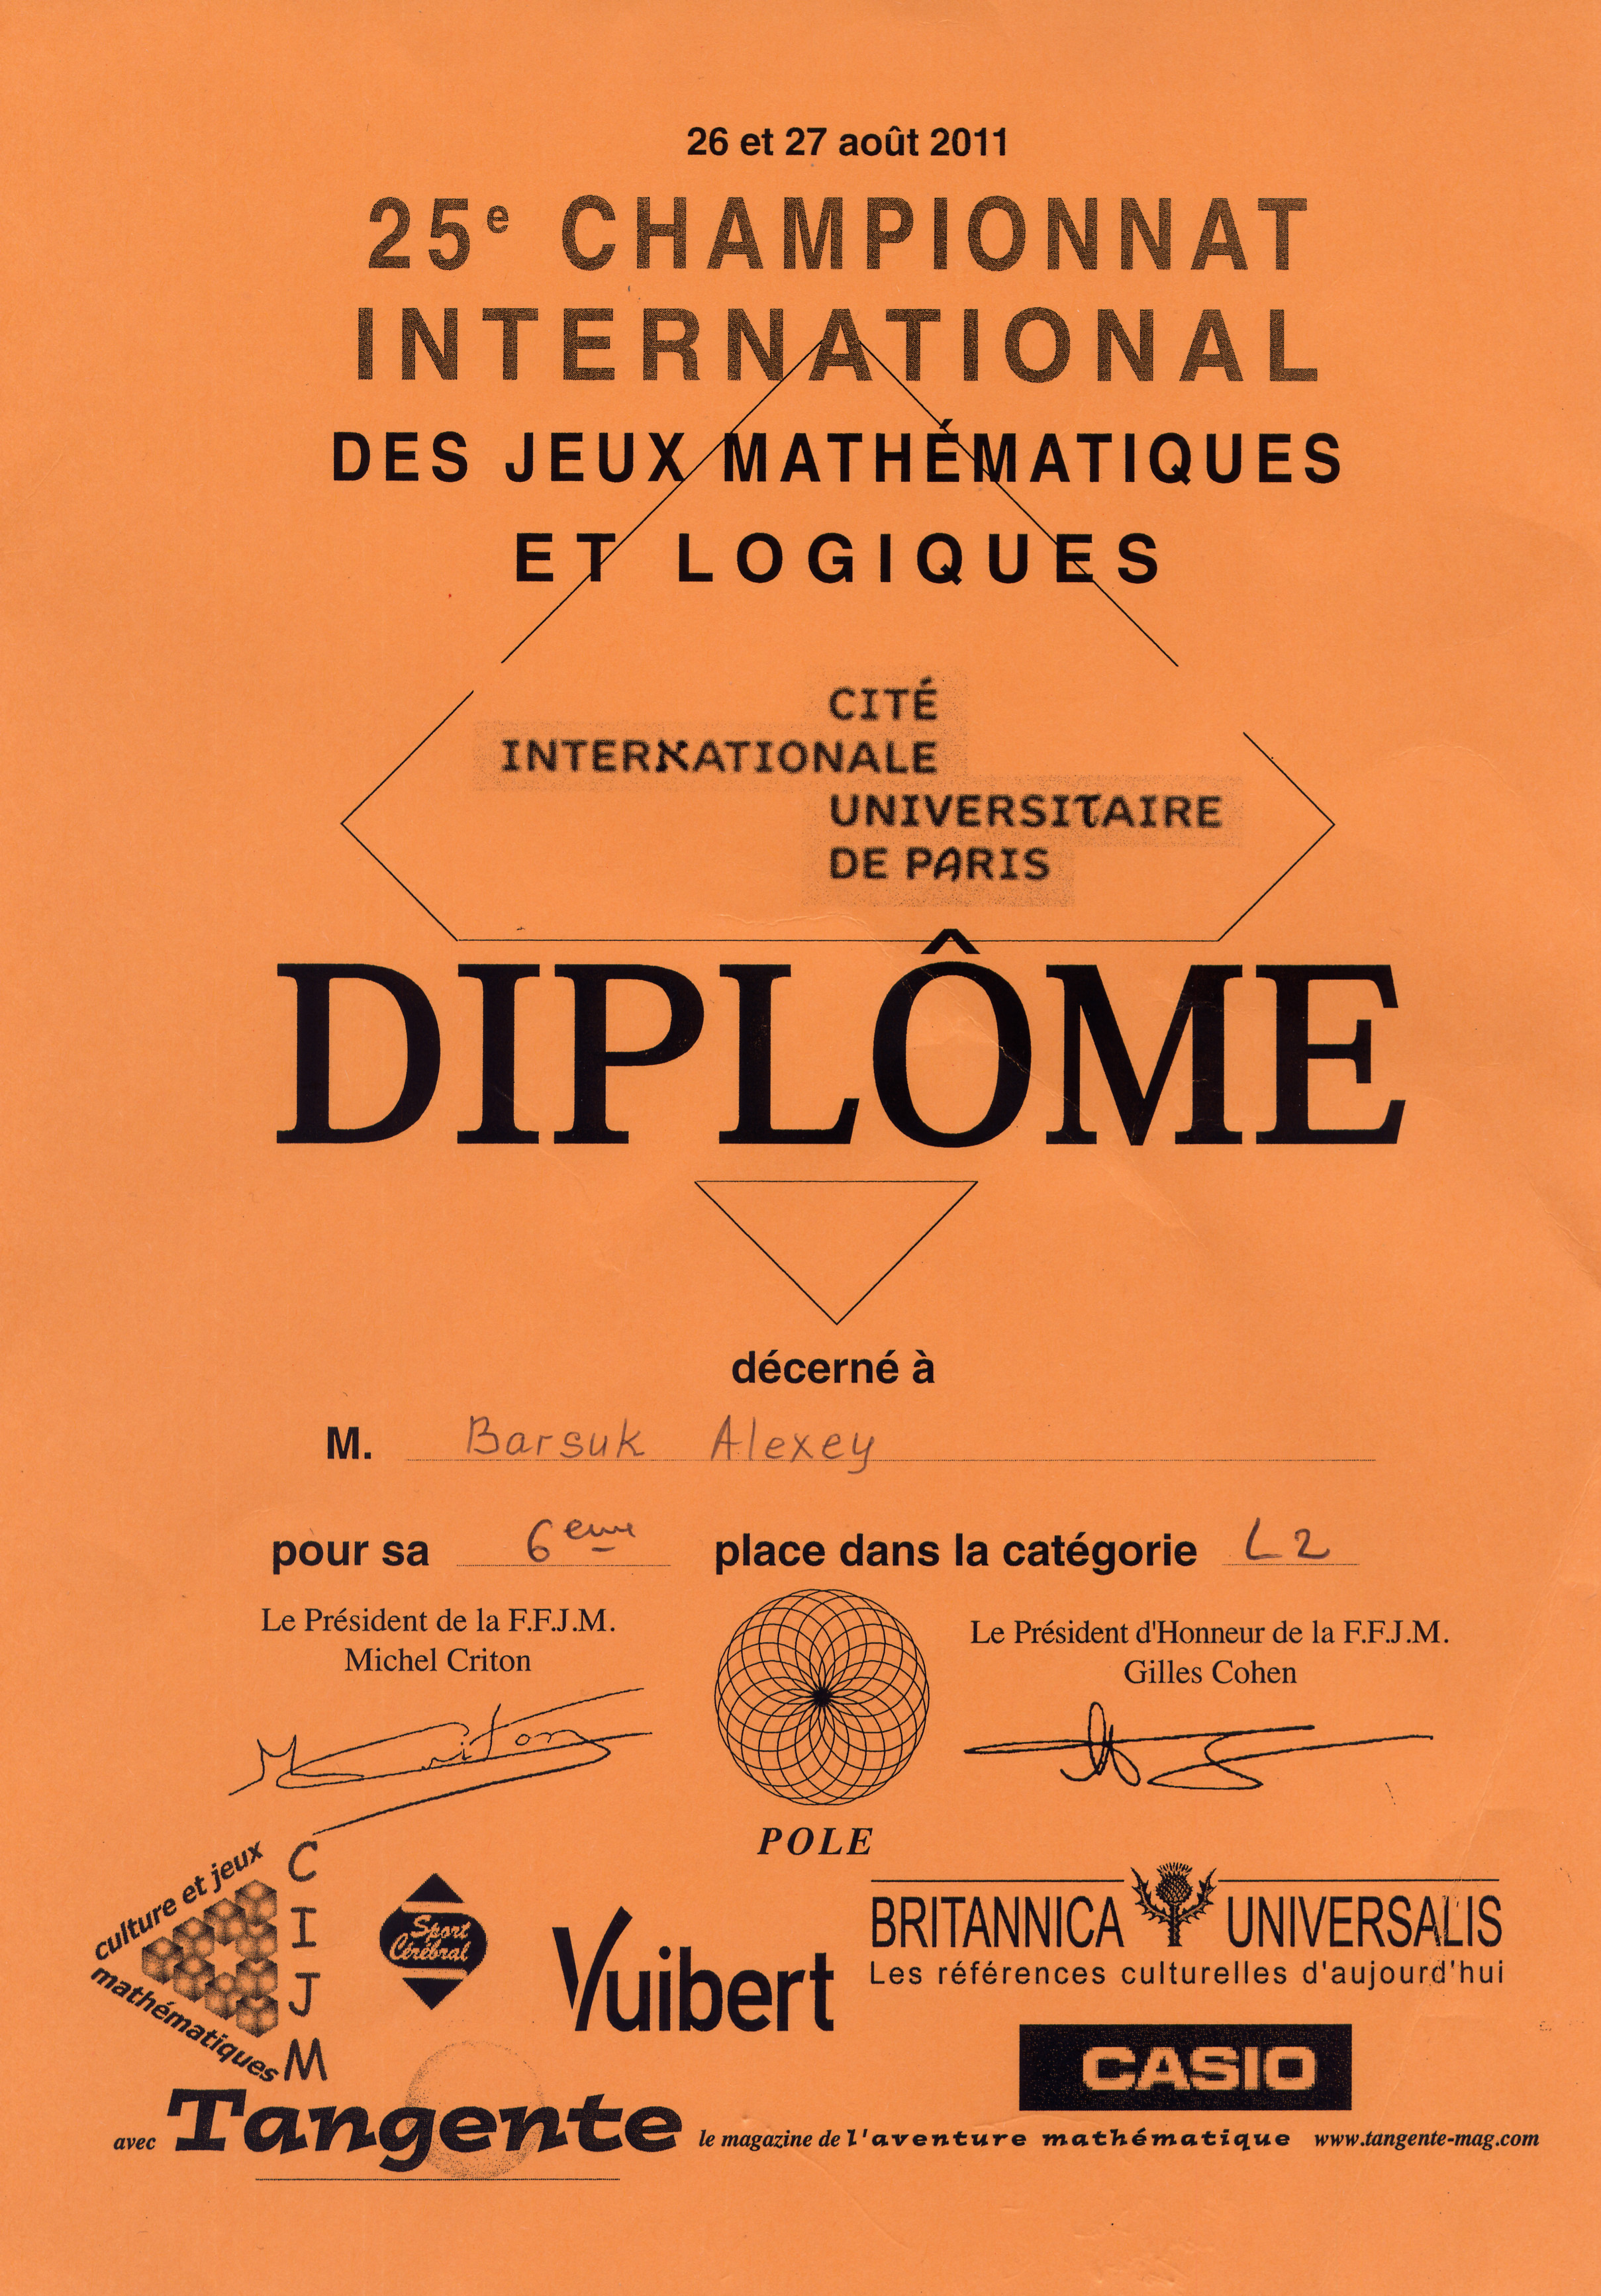 26 et 27 août 2011
25e CHAMPIONNAT
INTERNATIONAL
DES JEUX MATHÉMATIQUES
ET LOGIQUES
CITÉ
INTERNATIONALE
UNIVERSITAIRE
DE PARIS
DIPLÔME
décerné à
M. Barsuk Alexey
pour sa 6eme place dans la catégorie L2
Le Président de la F.F.J.M.
Michel Criton
Le Président d'Honneur de la F.F.J.M.
Gilles Cohen
M Criton
POLE
culture et jeux
mathématiques
C
I
J
M
Sport
Cérébral
Vuibert
BRITANNICA UNIVERSALIS
Les références culturelles d'aujourd'hui
CASIO
avec Tangente le magazine de l'aventure mathématique www.tangente-mag.com